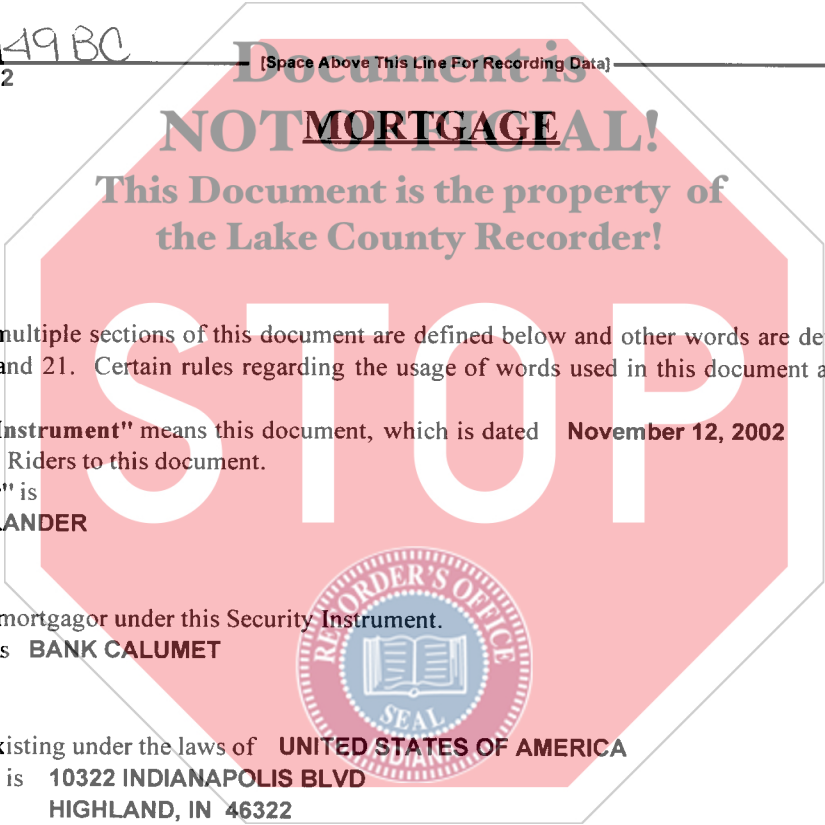 49 BC
[Space Above This Line For Recording Data]
2
Document is
NOT OFFICIAL!
MORTGAGE
This Document is the property of
the Lake County Recorder!
STOP
multiple sections of this document are defined below and other words are de
and 21. Certain rules regarding the usage of words used in this document a
Instrument" means this document, which is dated November 12, 2002
Riders to this document.
" is
LANDER
mortgagor under this Security Instrument.
s BANK CALUMET
RECORDER'S OFFICE
SEAL
INDIANA
xisting under the laws of UNITED STATES OF AMERICA
is 10322 INDIANAPOLIS BLVD
HIGHLAND, IN 46322